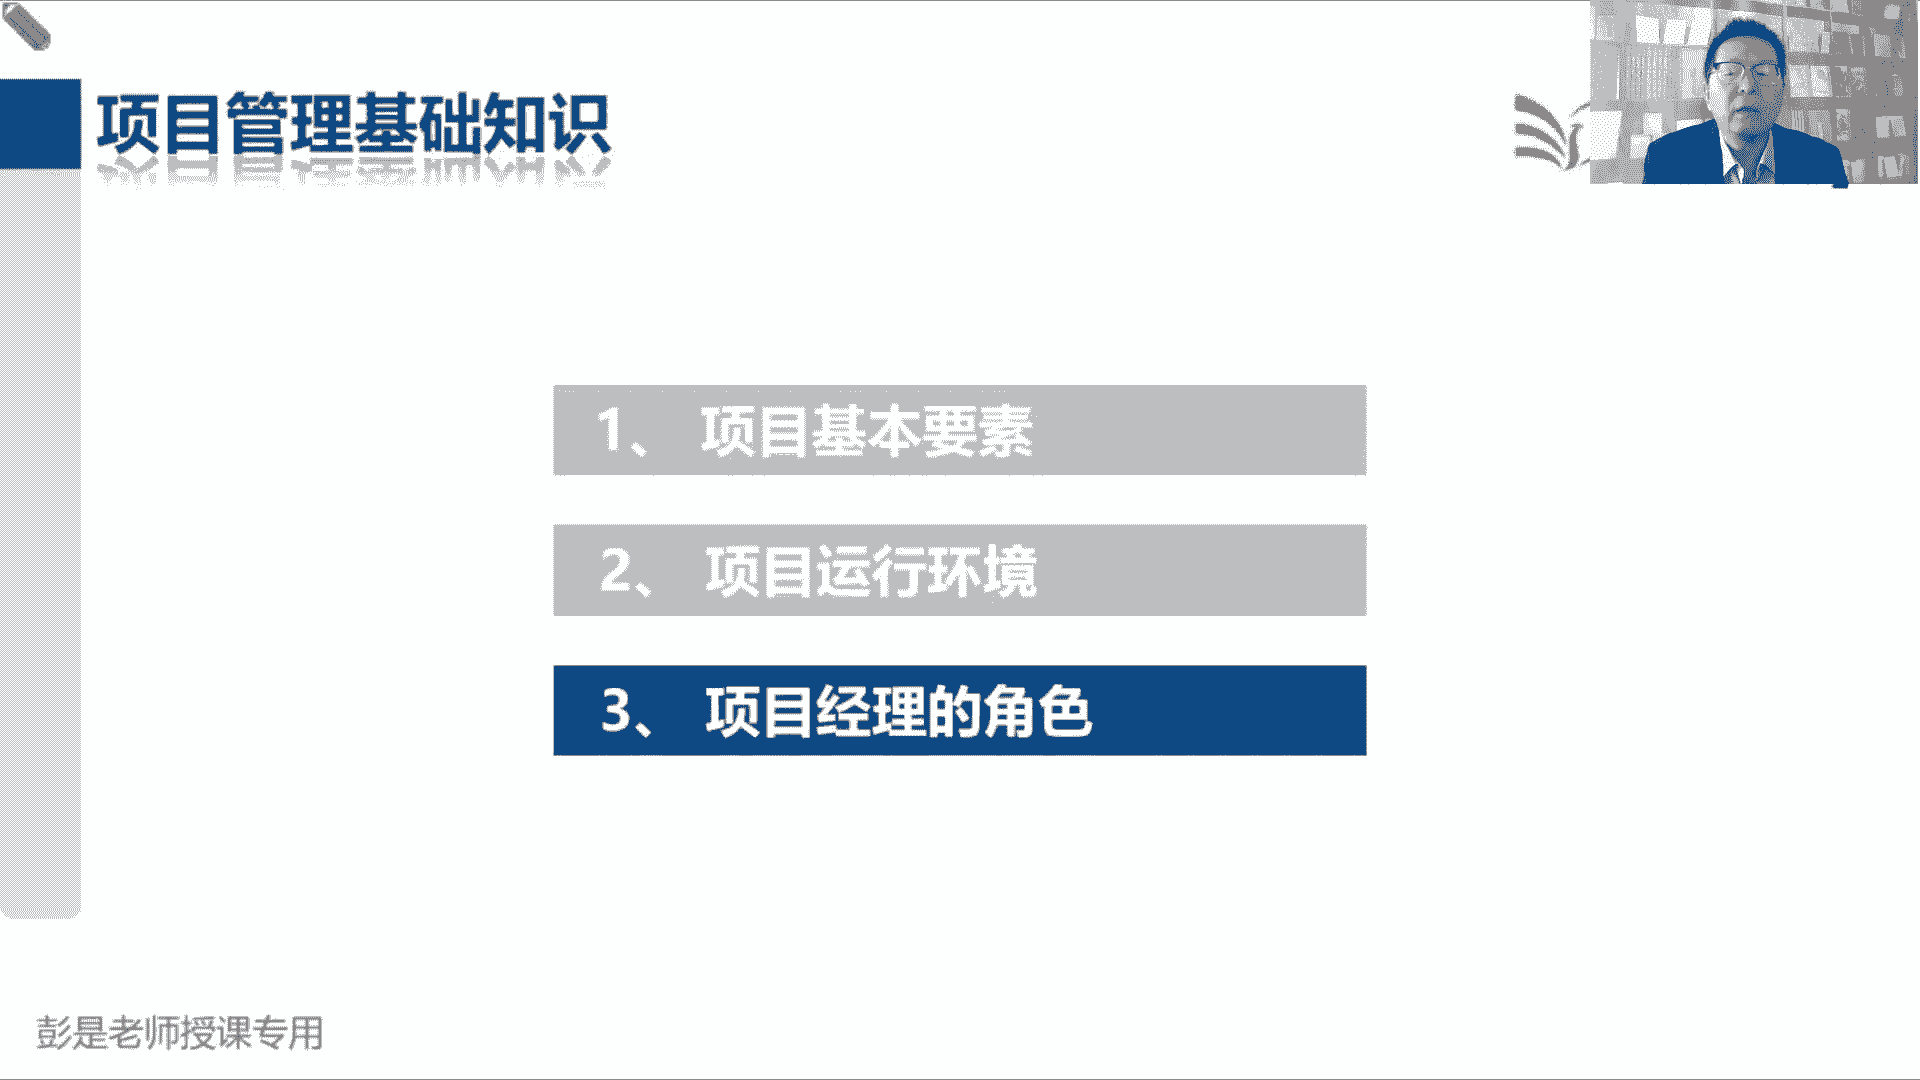 项目管理基础知识
1、 项目基本要素
2、 项目运行环境
3、 项目经理的角色
彭是老师授课专用